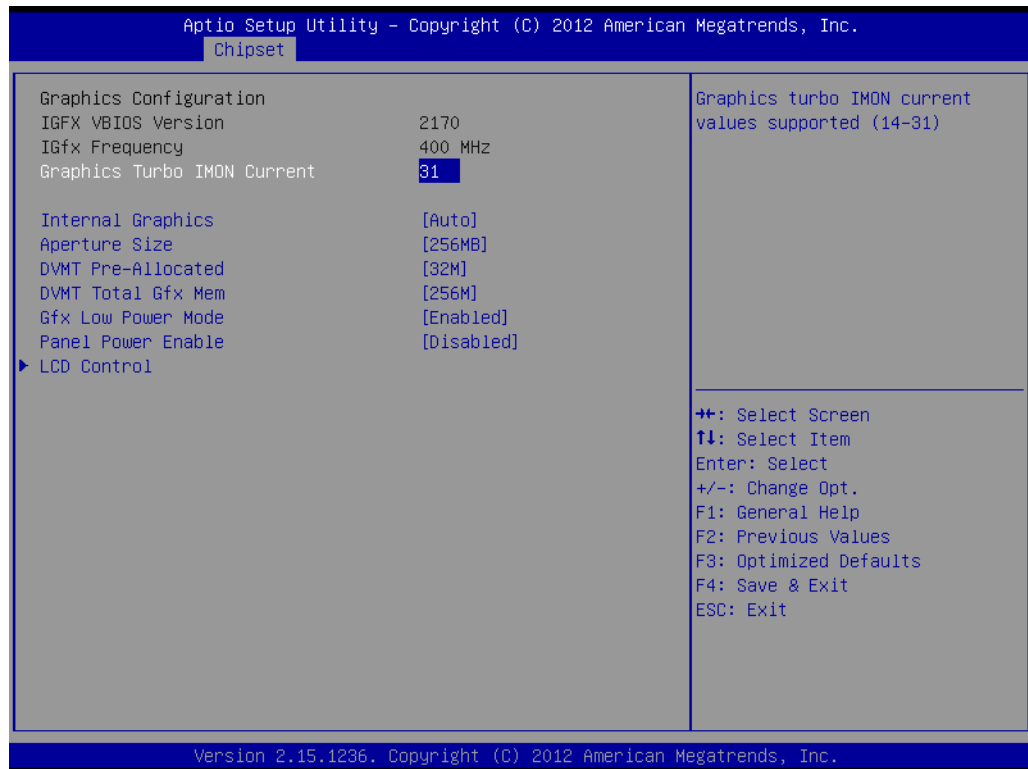 Aptio Setup Utility – Copyright (C) 2012 American Megatrends, Inc.
Chipset
Graphics Configuration
IGFX VBIOS Version 2170
IGfx Frequency 400 MHz
Graphics Turbo IMON Current 31
Internal Graphics [Auto]
Aperture Size [256MB]
DVMT Pre-Allocated [32M]
DVMT Total Gfx Mem [256M]
Gfx Low Power Mode [Enabled]
Panel Power Enable [Disabled]
▶ LCD Control
Graphics turbo IMON current
values supported (14-31)
→←: Select Screen
↑↓: Select Item
Enter: Select
+/-: Change Opt.
F1: General Help
F2: Previous Values
F3: Optimized Defaults
F4: Save & Exit
ESC: Exit
Version 2.15.1236. Copyright (C) 2012 American Megatrends, Inc.